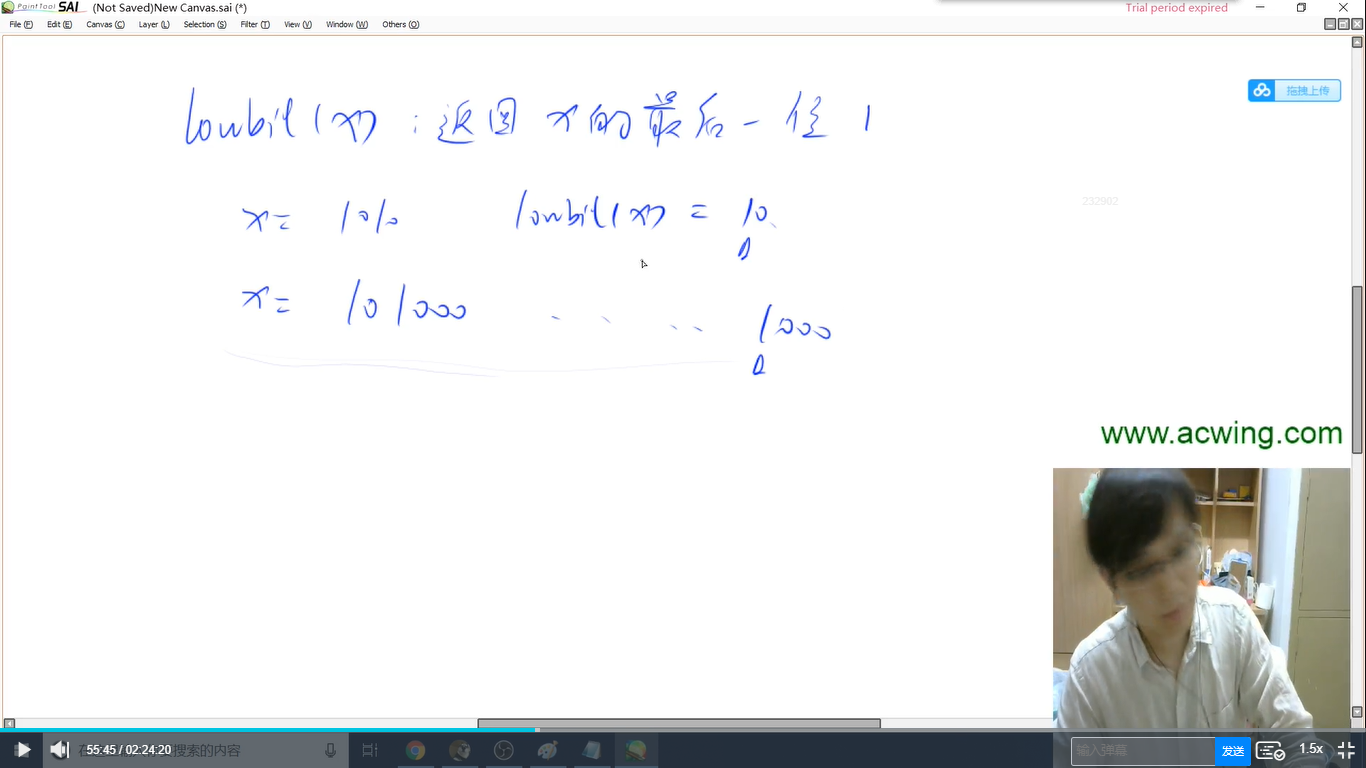 PaintTool SAI (Not Saved)New Canvas.sai (*)
Trial period expired
File (F) Edit (E) Canvas (C) Layer (L) Selection (S) Filter (T) View (V) Window (W) Others (O)
lowbit(x) : 返回 x的最后一位 1
拖拽上传
x= 1010 lowbit(x) = 10
232902
x= 101000 .. .. 1000
www.acwing.com
55:45 / 02:24:20
搜索的内容
输入弹幕
发送
1.5x